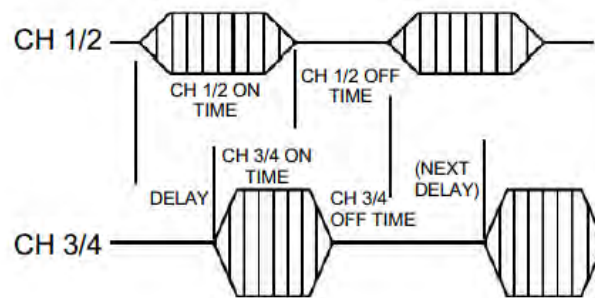 CH 1/2
CH 1/2 ON
TIME
CH 1/2 OFF
TIME
CH 3/4 ON
TIME
DELAY
CH 3/4
OFF TIME
(NEXT
DELAY)
CH 3/4